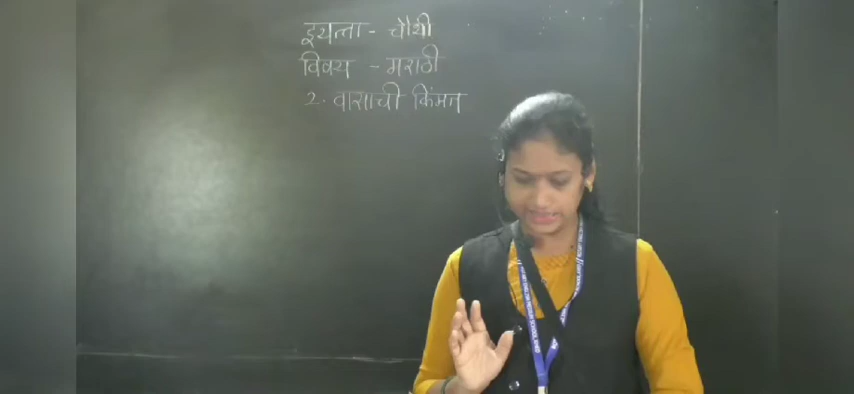 इयत्ता - चौथी
विषय - मराठी
2. वासाची किंमत